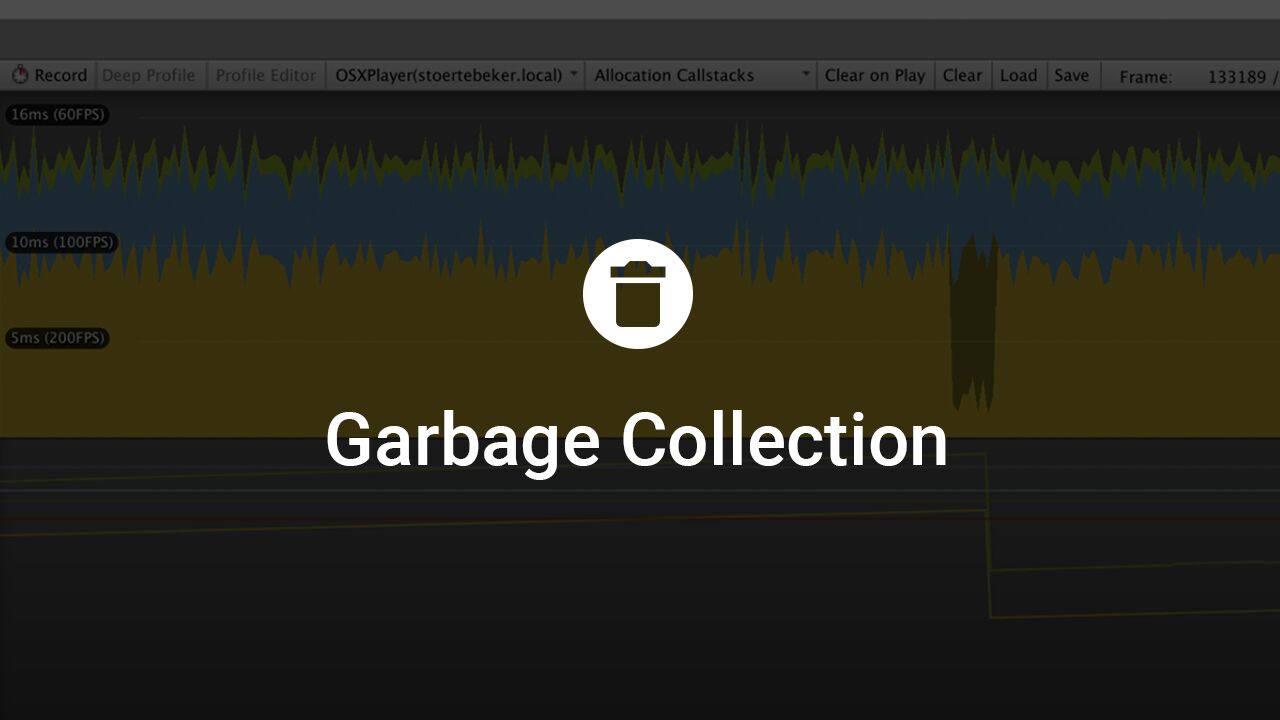 Record Deep Profile Profile Editor OSXPlayer(stoertebeker.local) Allocation Callstacks Clear on Play Clear Load Save Frame: 133189 /
16ms (60FPS)
10ms (100FPS)
5ms (200FPS)
Garbage Collection